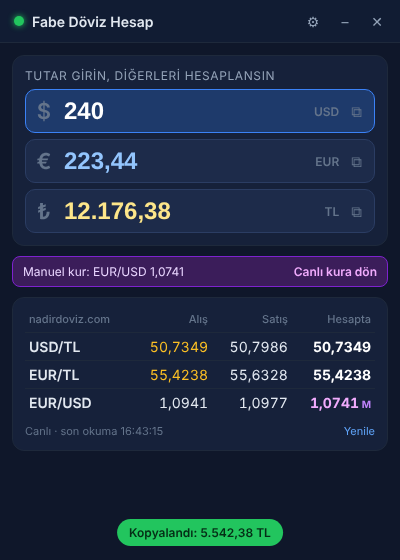 Fabe Döviz Hesap
TUTAR GİRİN, DİĞERLERİ HESAPLANSIN
$ 240 USD
€ 223,44 EUR
₺ 12.176,38 TL
Manuel kur: EUR/USD 1,0741 Canlı kura dön
nadirdoviz.com Alış Satış Hesapta
USD/TL 50,7349 50,7986 50,7349
EUR/TL 55,4238 55,6328 55,4238
EUR/USD 1,0941 1,0977 1,0741 M
Canlı · son okuma 16:43:15 Yenile
Kopyalandı: 5.542,38 TL